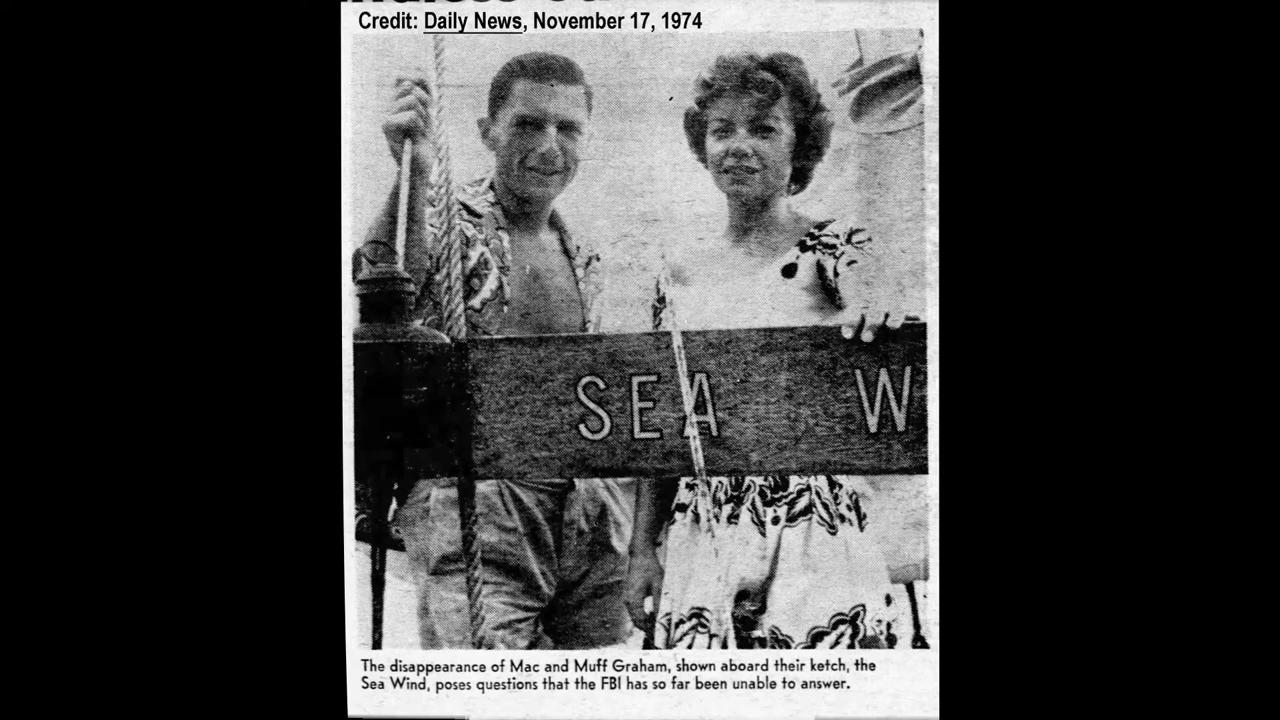 Credit: Daily News, November 17, 1974
SEA W
The disappearance of Mac and Muff Graham, shown aboard their ketch, the
Sea Wind, poses questions that the FBI has so far been unable to answer.